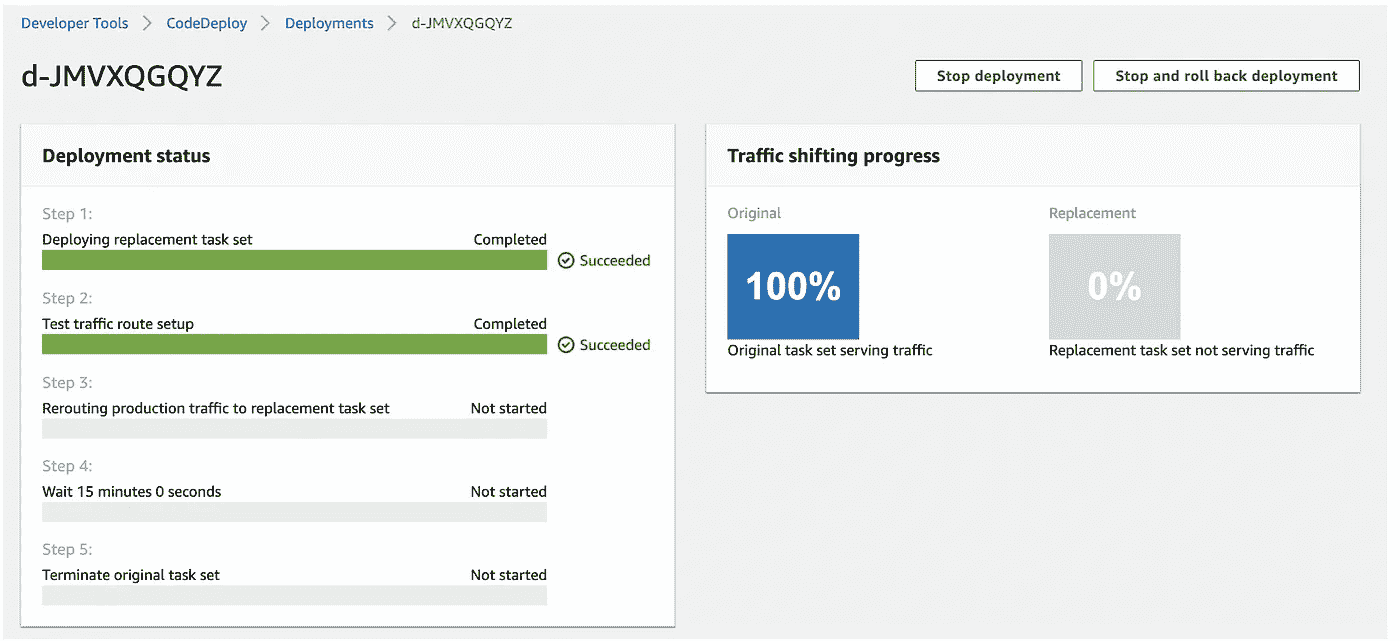 Developer Tools > CodeDeploy > Deployments > d-JMVXQGQYZ
d-JMVXQGQYZ
Stop deployment
Stop and roll back deployment
Deployment status
Step 1:
Deploying replacement task set Completed
Succeeded
Step 2:
Test traffic route setup Completed
Succeeded
Step 3:
Rerouting production traffic to replacement task set Not started
Step 4:
Wait 15 minutes 0 seconds Not started
Step 5:
Terminate original task set Not started
Traffic shifting progress
Original
100%
Original task set serving traffic
Replacement
0%
Replacement task set not serving traffic